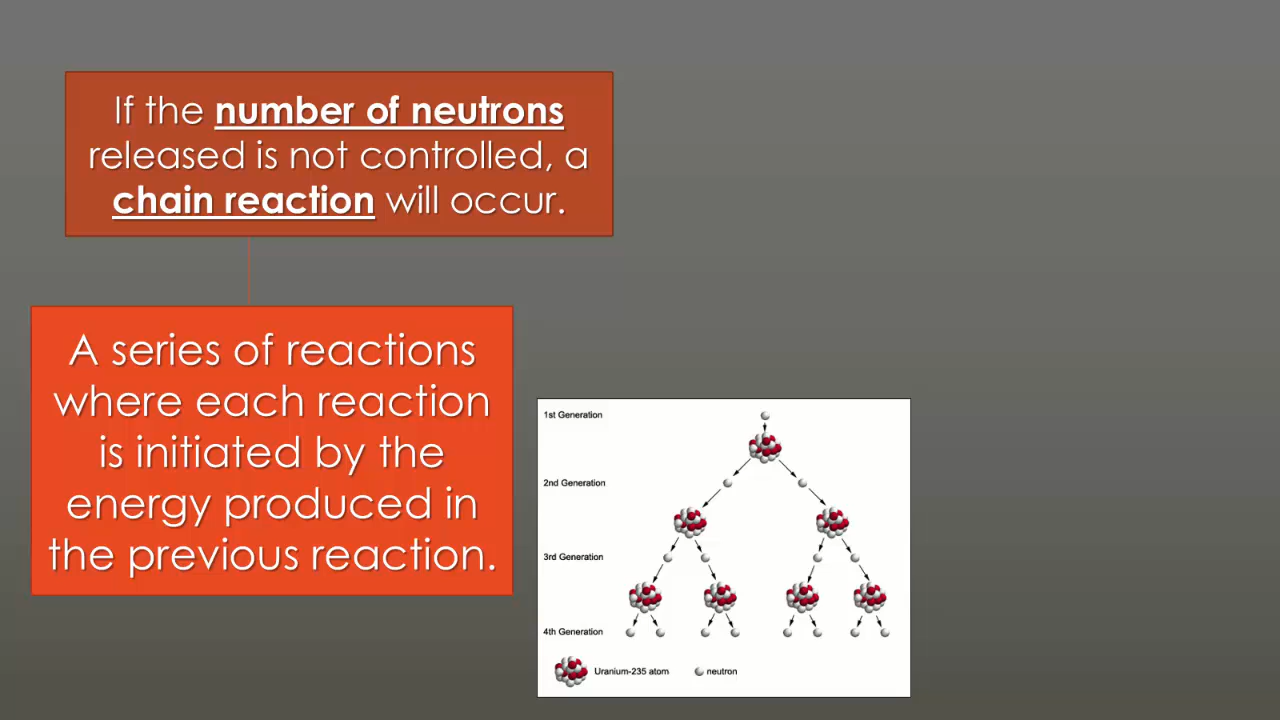 If the number of neutrons
released is not controlled, a
chain reaction will occur.
A series of reactions
where each reaction
is initiated by the
energy produced in
the previous reaction.
1st Generation
2nd Generation
3rd Generation
4th Generation
Uranium-235 atom
neutron